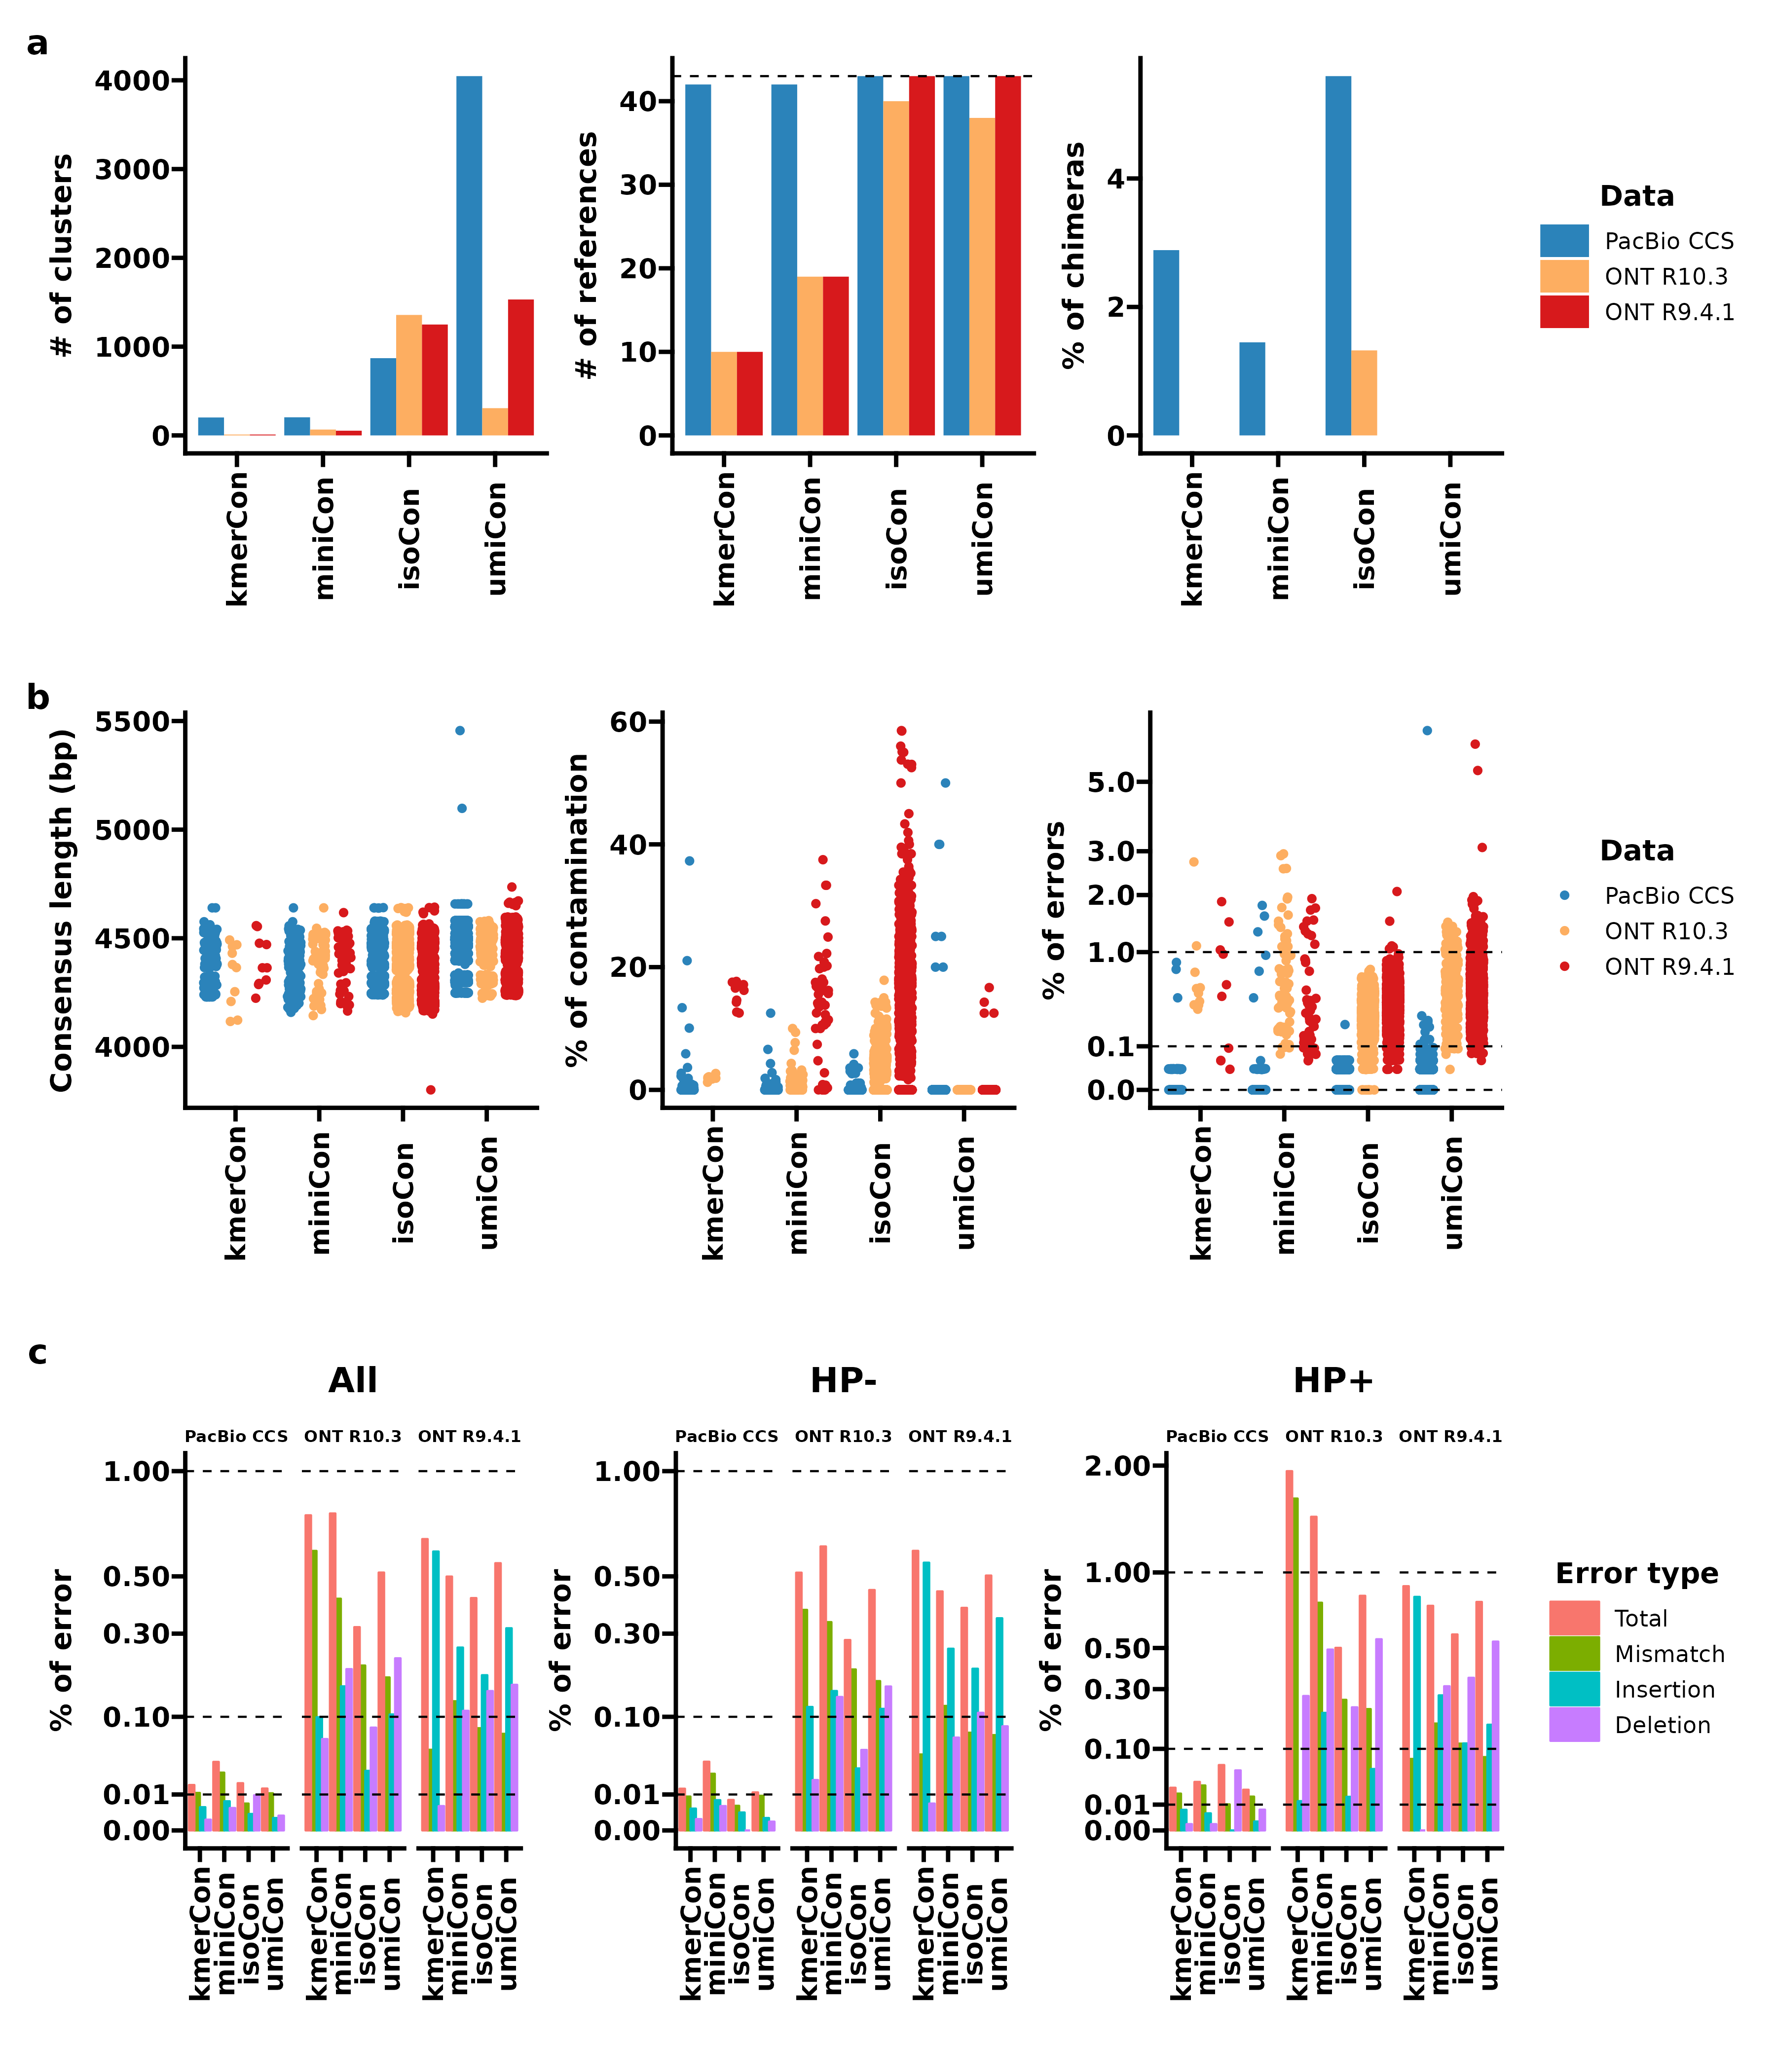 a
# of clusters
4000
3000
2000
1000
0
kmerCon
miniCon
isoCon
umiCon
# of references
40
30
20
10
0
kmerCon
miniCon
isoCon
umiCon
% of chimeras
4
2
0
kmerCon
miniCon
isoCon
umiCon
Data
PacBio CCS
ONT R10.3
ONT R9.4.1
b
Consensus length (bp)
5500
5000
4500
4000
kmerCon
miniCon
isoCon
umiCon
% of contamination
60
40
20
0
kmerCon
miniCon
isoCon
umiCon
% of errors
5.0
3.0
2.0
1.0
0.1
0.0
kmerCon
miniCon
isoCon
umiCon
Data
PacBio CCS
ONT R10.3
ONT R9.4.1
c
All
PacBio CCS ONT R10.3 ONT R9.4.1
% of error
1.00
0.50
0.30
0.10
0.01
0.00
kmerCon
miniCon
isoCon
umiCon
kmerCon
miniCon
isoCon
umiCon
kmerCon
miniCon
isoCon
umiCon
HP-
PacBio CCS ONT R10.3 ONT R9.4.1
% of error
1.00
0.50
0.30
0.10
0.01
0.00
kmerCon
miniCon
isoCon
umiCon
kmerCon
miniCon
isoCon
umiCon
kmerCon
miniCon
isoCon
umiCon
HP+
PacBio CCS ONT R10.3 ONT R9.4.1
% of error
2.00
1.00
0.50
0.30
0.10
0.01
0.00
kmerCon
miniCon
isoCon
umiCon
kmerCon
miniCon
isoCon
umiCon
kmerCon
miniCon
isoCon
umiCon
Error type
Total
Mismatch
Insertion
Deletion